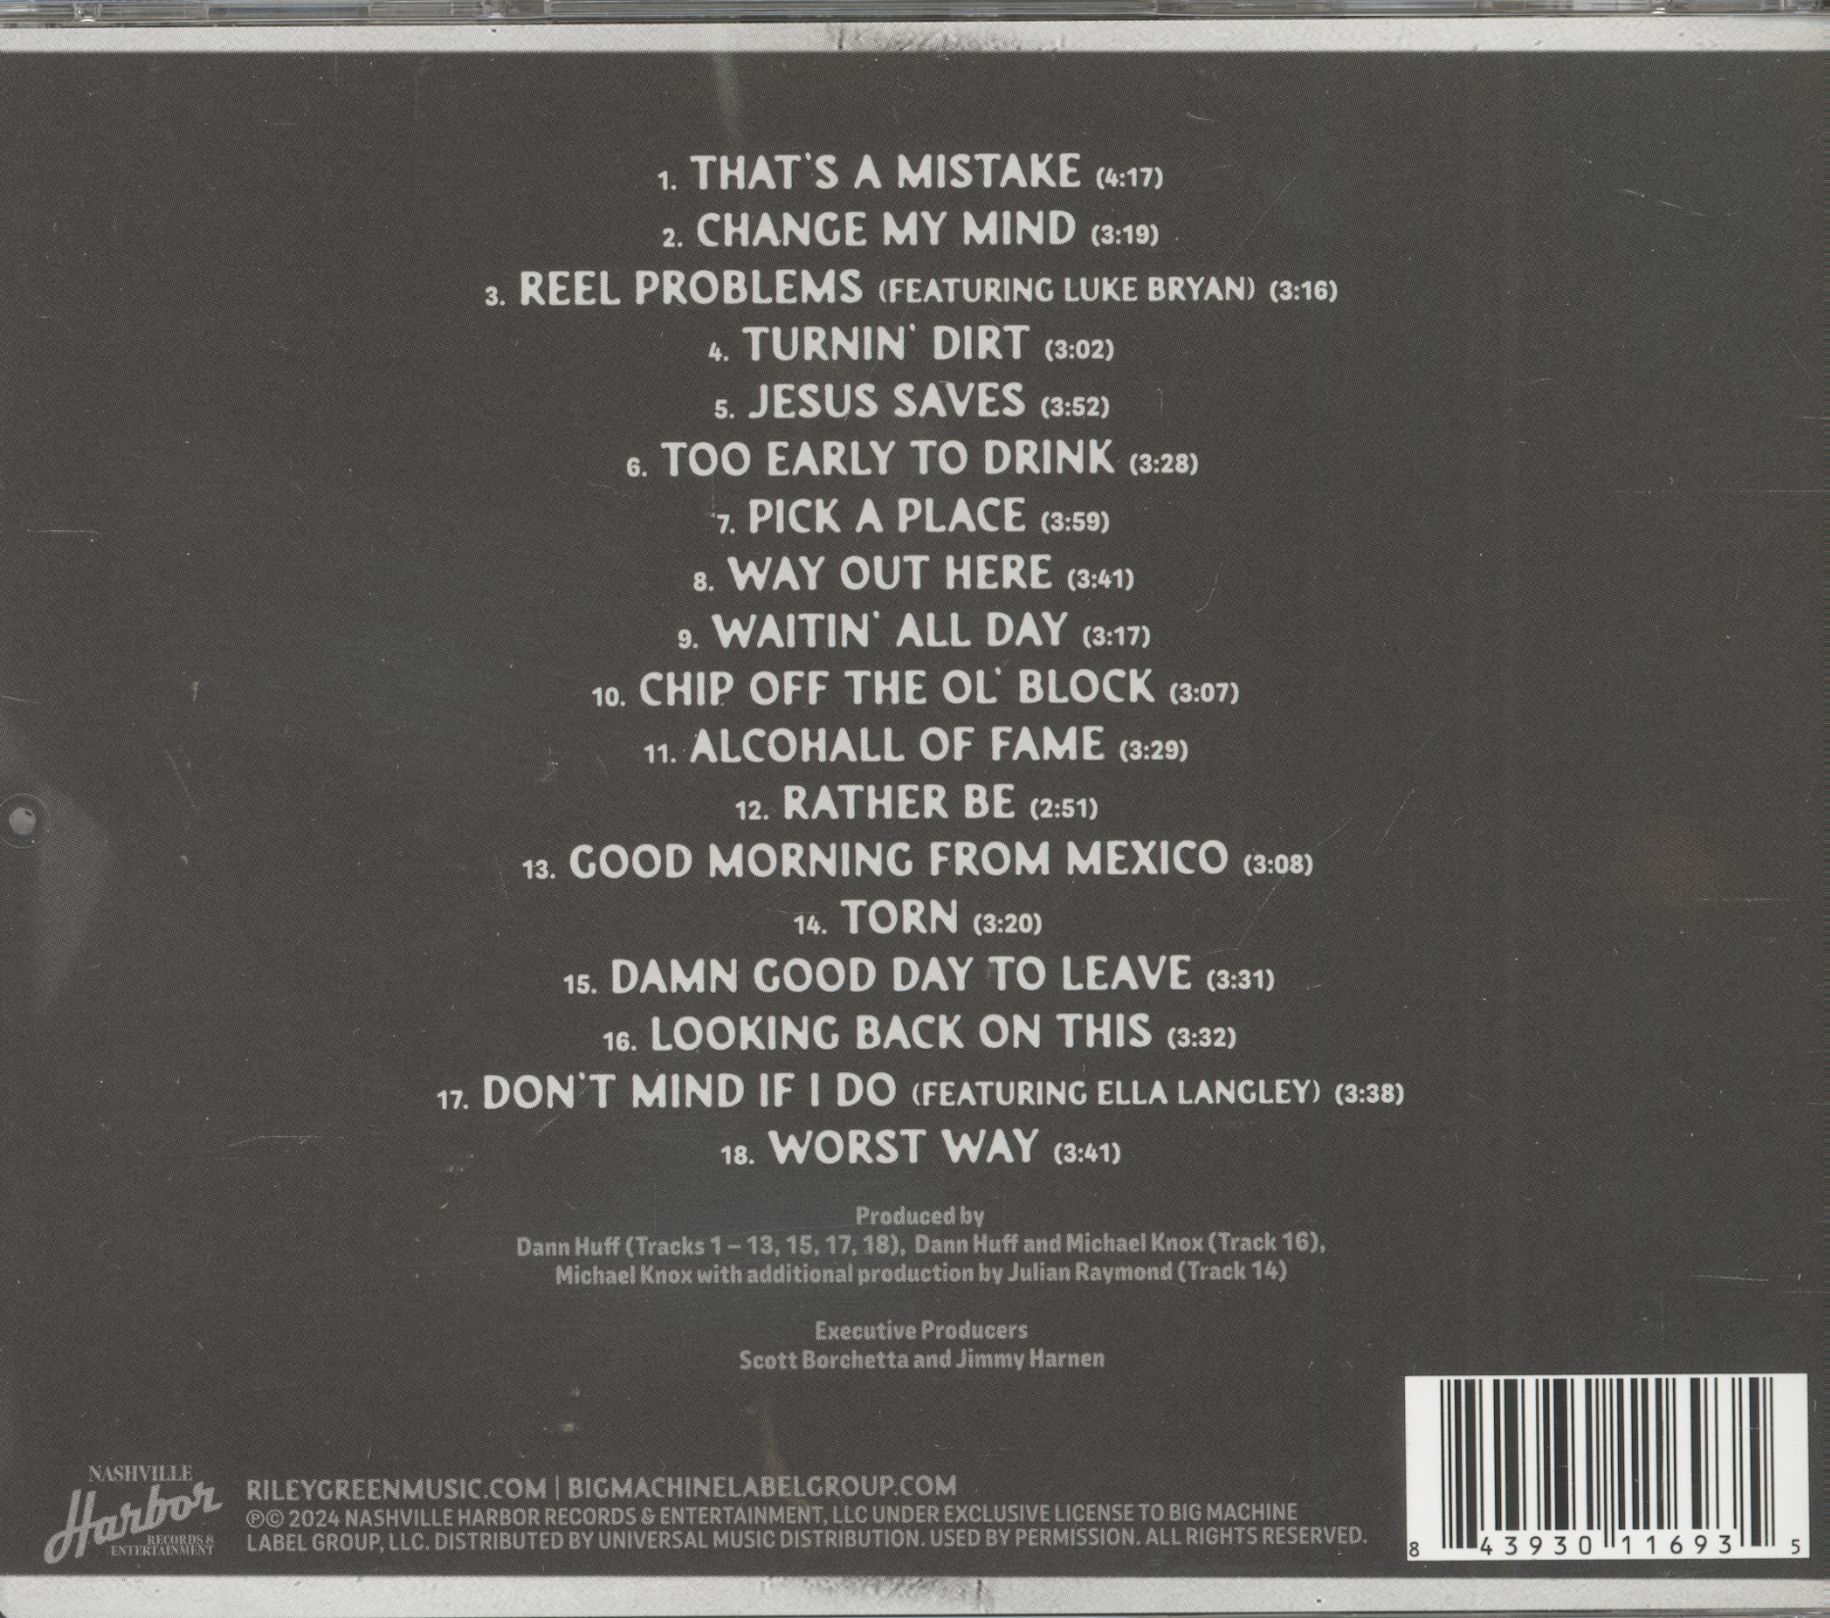 1. THAT'S A MISTAKE (4:17)
2. CHANGE MY MIND (3:19)
3. REEL PROBLEMS (FEATURING LUKE BRYAN) (3:16)
4. TURNIN' DIRT (3:02)
5. JESUS SAVES (3:52)
6. TOO EARLY TO DRINK (3:28)
7. PICK A PLACE (3:59)
8. WAY OUT HERE (3:41)
9. WAITIN' ALL DAY (3:17)
10. CHIP OFF THE OL' BLOCK (3:07)
11. ALCOHALL OF FAME (3:29)
12. RATHER BE (2:51)
13. GOOD MORNING FROM MEXICO (3:08)
14. TORN (3:20)
15. DAMN GOOD DAY TO LEAVE (3:31)
16. LOOKING BACK ON THIS (3:32)
17. DON'T MIND IF I DO (FEATURING ELLA LANGLEY) (3:38)
18. WORST WAY (3:41)
Produced by
Dann Huff (Tracks 1 – 13, 15, 17, 18), Dann Huff and Michael Knox (Track 16),
Michael Knox with additional production by Julian Raymond (Track 14)
Executive Producers
Scott Borchetta and Jimmy Harnen
NASHVILLE
Harbor
RECORDS &
ENTERTAINMENT
RILEYGREENMUSIC.COM | BIGMACHINELABELGROUP.COM
℗© 2024 NASHVILLE HARBOR RECORDS & ENTERTAINMENT, LLC UNDER EXCLUSIVE LICENSE TO BIG MACHINE
LABEL GROUP, LLC. DISTRIBUTED BY UNIVERSAL MUSIC DISTRIBUTION. USED BY PERMISSION. ALL RIGHTS RESERVED.
8 43930 11693 5